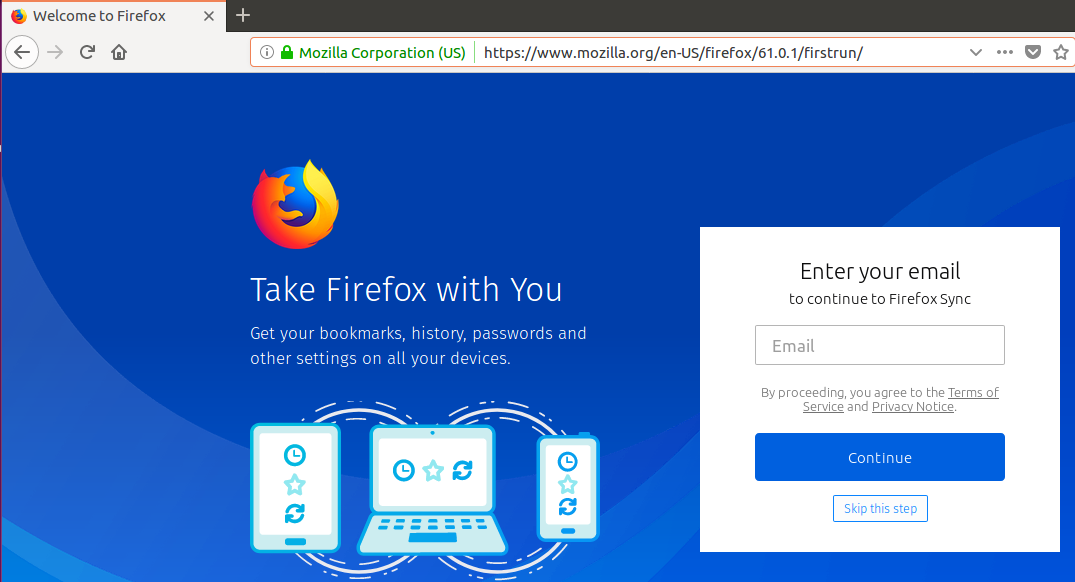 Welcome to Firefox
Mozilla Corporation (US) https://www.mozilla.org/en-US/firefox/61.0.1/firstrun/
Take Firefox with You
Get your bookmarks, history, passwords and
other settings on all your devices.
Enter your email
to continue to Firefox Sync
Email
By proceeding, you agree to the Terms of
Service and Privacy Notice.
Continue
Skip this step